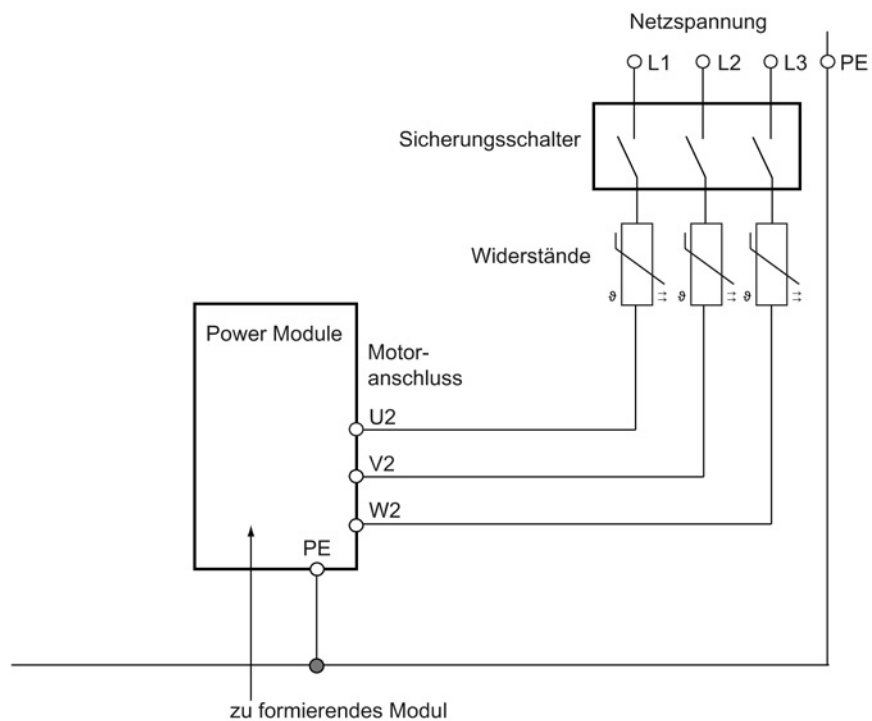 Netzspannung
L1 L2 L3 PE
Sicherungsschalter
Widerstände
ϑ ϑ ϑ
Power Module
Motor-
anschluss
U2
V2
W2
PE
zu formierendes Modul